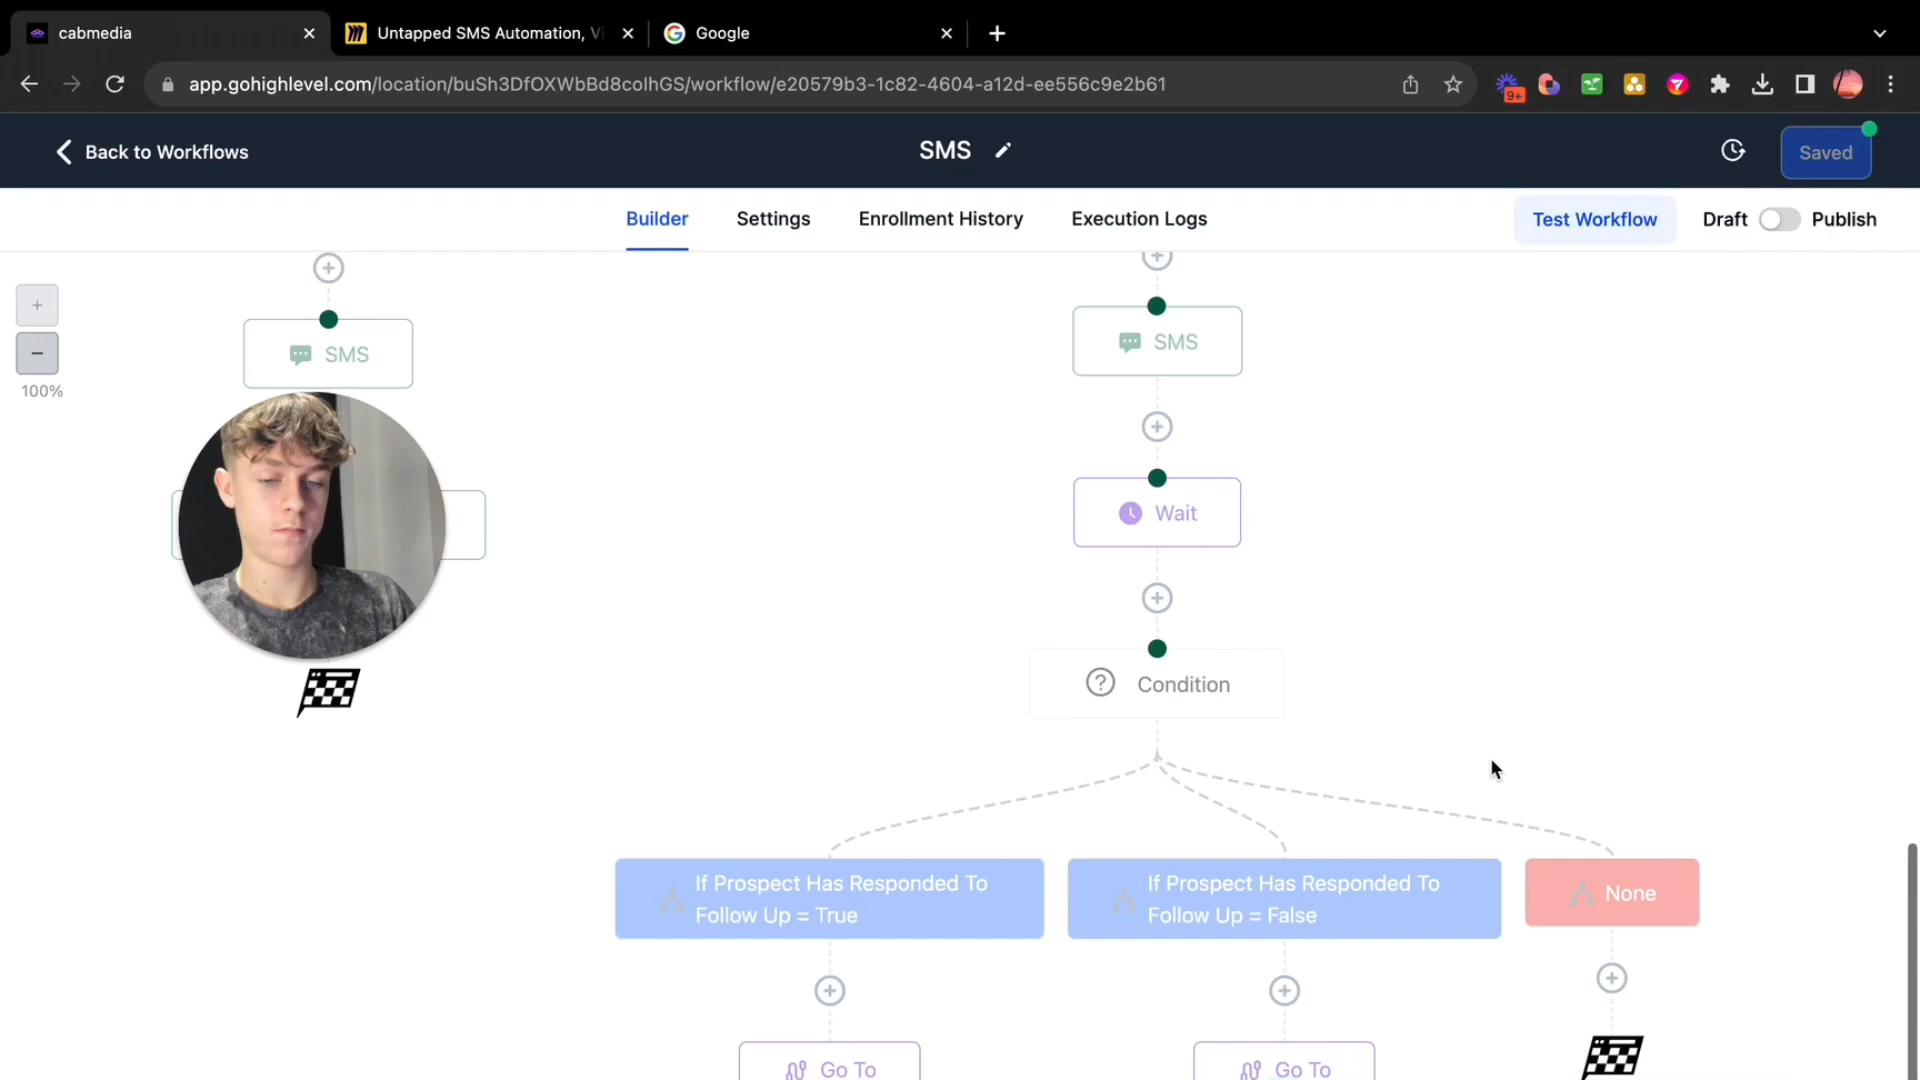 cabmedia
Untapped SMS Automation, Vi
Google
app.gohighlevel.com/location/buSh3DfOXWbBd8coIhGS/workflow/e20579b3-1c82-4604-a12d-ee556c9e2b61
9+
Back to Workflows
SMS
Saved
Builder
Settings
Enrollment History
Execution Logs
Test Workflow
Draft
Publish
+
−
100%
SMS
SMS
Wait
Condition
If Prospect Has Responded To
Follow Up = True
If Prospect Has Responded To
Follow Up = False
None
Go To
Go To